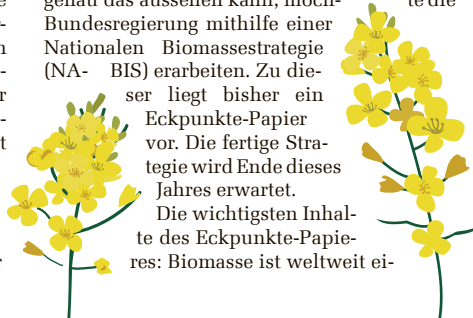 genau das aussehen kann, möch-
Bundesregierung mithilfe einer
Nationalen Biomassestrategie
(NA- BIS) erarbeiten. Zu die-
ser liegt bisher ein
Eckpunkte-Papier
vor. Die fertige Stra-
tegie wird Ende dieses
Jahres erwartet.
Die wichtigsten Inhal-
te des Eckpunkte-Papie-
res: Biomasse ist weltweit ei-
te die